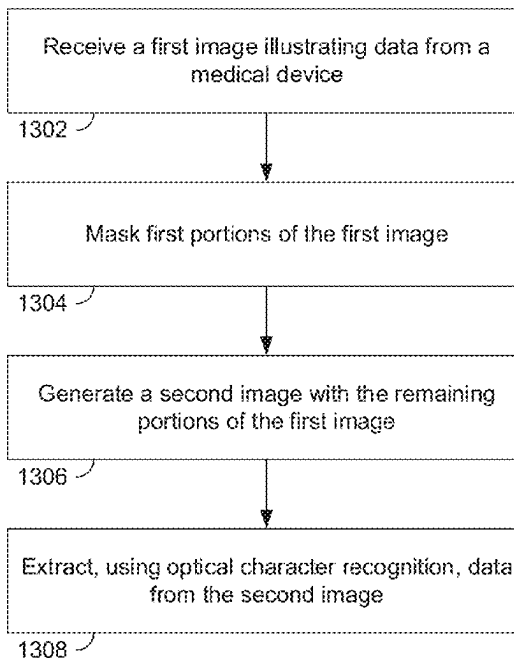 Receive a first image illustrating data from a
medical device
1302
Mask first portions of the first image
1304
Generate a second image with the remaining
portions of the first image
1306
Extract, using optical character recognition, data
from the second image
1308